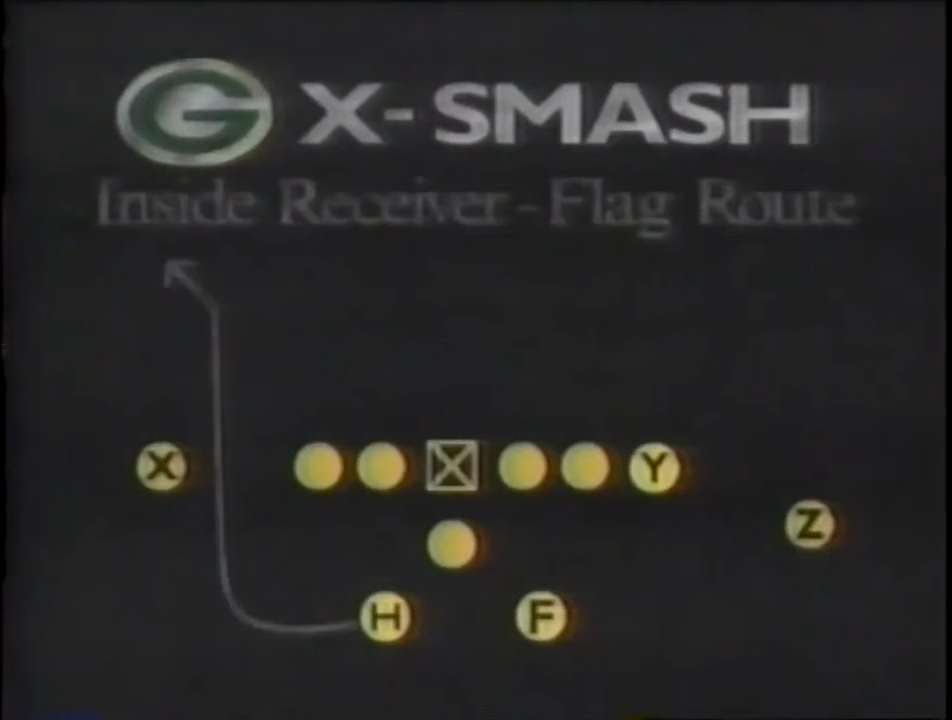 G X-SMASH
Inside Receiver - Flag Route
X X Y
Z
H F